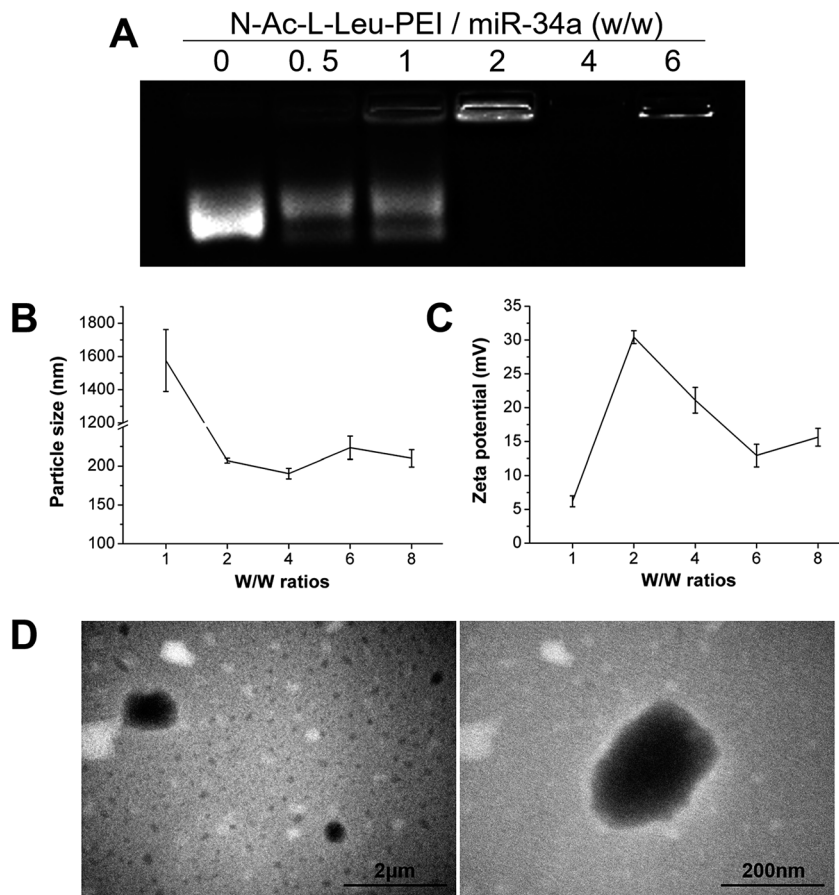 A
N-Ac-L-Leu-PEI / miR-34a (w/w)
0 0. 5 1 2 4 6
B
Particle size (nm)
1800
1600
1400
1200
200
150
100
1 2 4 6 8
W/W ratios
C
Zeta potential (mV)
35
30
25
20
15
10
5
0
1 2 4 6 8
W/W ratios
D
2μm
200nm